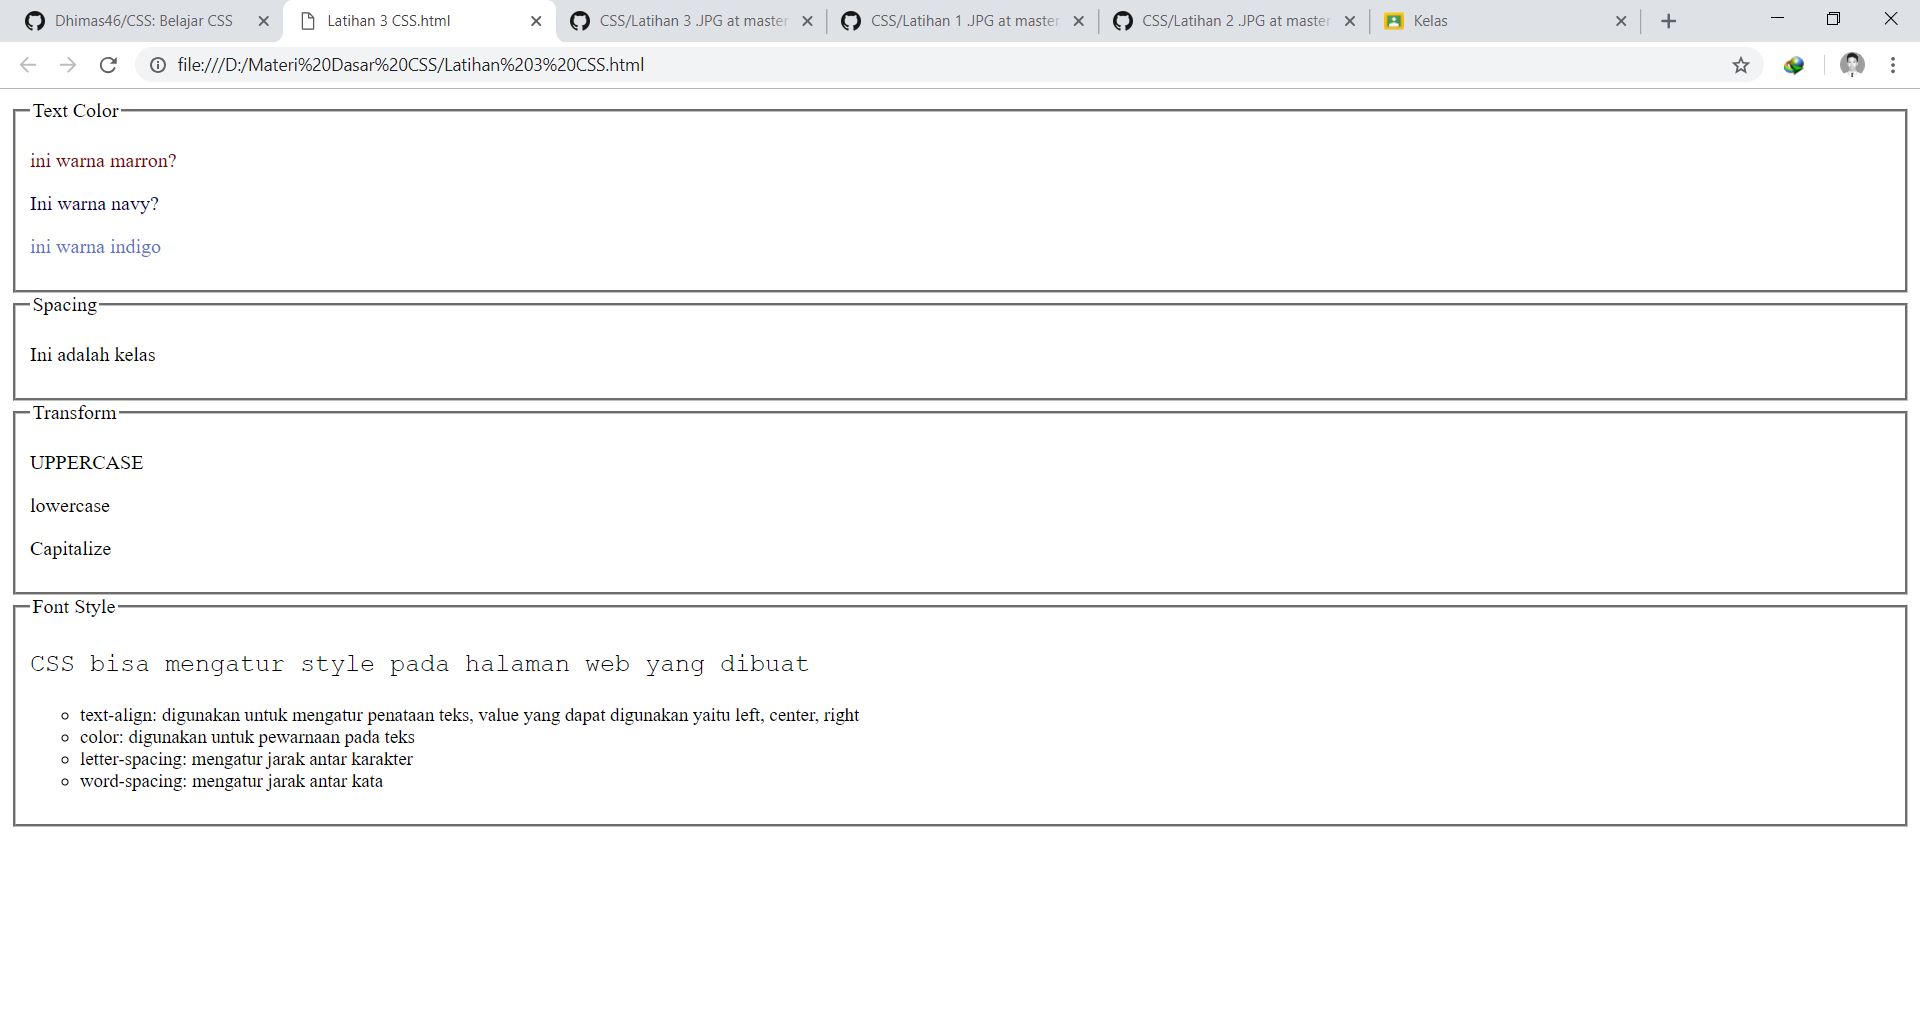 Dhimas46/CSS: Belajar CSS
Latihan 3 CSS.html
CSS/Latihan 3 .JPG at master
CSS/Latihan 1 .JPG at master
CSS/Latihan 2 .JPG at master
Kelas
file:///D:/Materi%20Dasar%20CSS/Latihan%203%20CSS.html
Text Color
ini warna marron?
Ini warna navy?
ini warna indigo
Spacing
Ini adalah kelas
Transform
UPPERCASE
lowercase
Capitalize
Font Style
CSS bisa mengatur style pada halaman web yang dibuat
text-align: digunakan untuk mengatur penataan teks, value yang dapat digunakan yaitu left, center, right
color: digunakan untuk pewarnaan pada teks
letter-spacing: mengatur jarak antar karakter
word-spacing: mengatur jarak antar kata